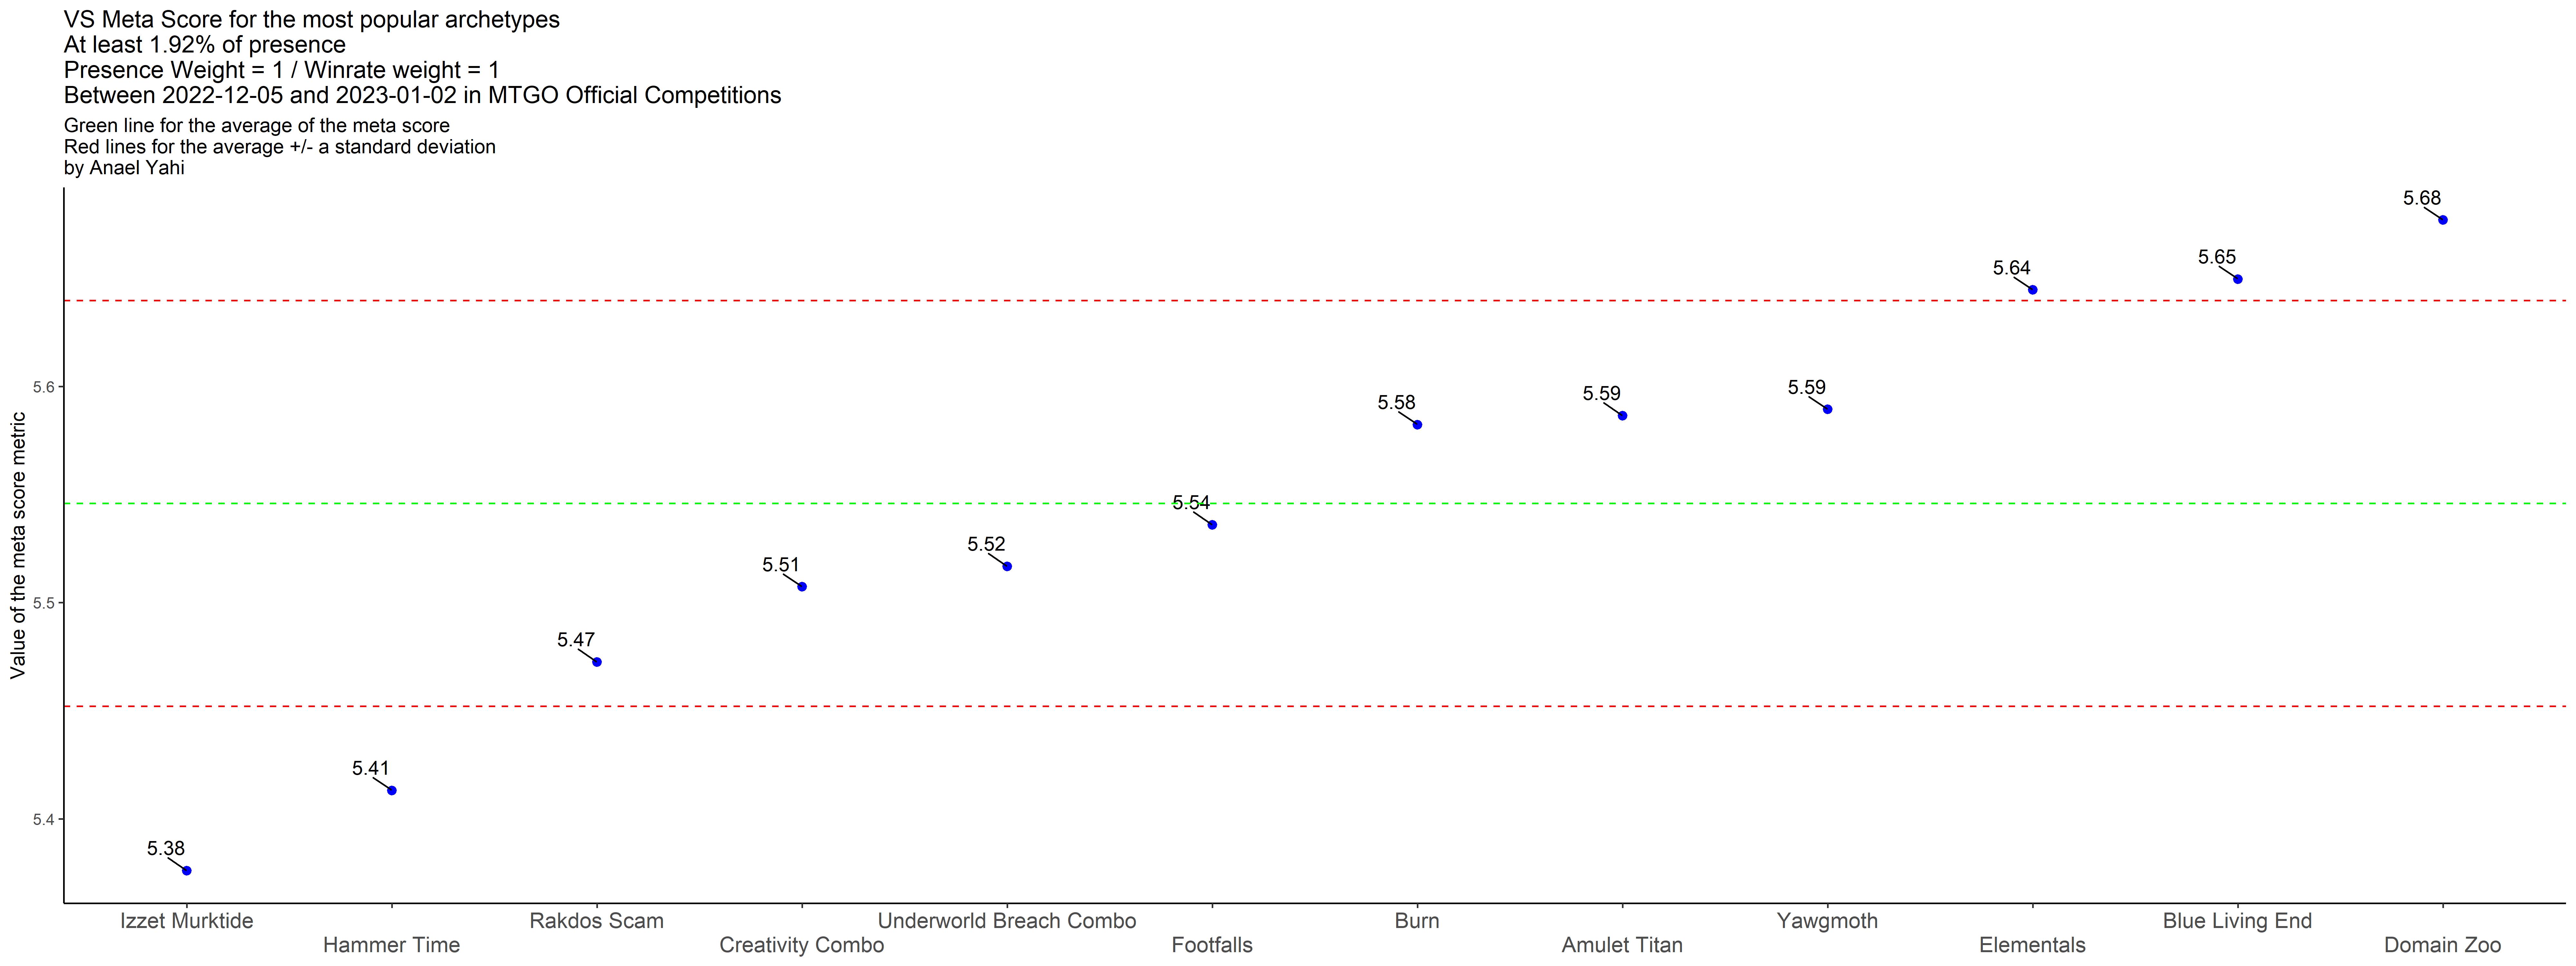 VS Meta Score for the most popular archetypes
At least 1.92% of presence
Presence Weight = 1 / Winrate weight = 1
Between 2022-12-05 and 2023-01-02 in MTGO Official Competitions
Green line for the average of the meta score
Red lines for the average +/- a standard deviation
by Anael Yahi
5.68
5.65
5.64
5.6
5.59
5.59
5.58
5.54
5.52
5.51
5.5
5.47
5.41
5.4
5.38
Value of the meta score metric
Izzet Murktide
Hammer Time
Rakdos Scam
Creativity Combo
Underworld Breach Combo
Footfalls
Burn
Amulet Titan
Yawgmoth
Elementals
Blue Living End
Domain Zoo